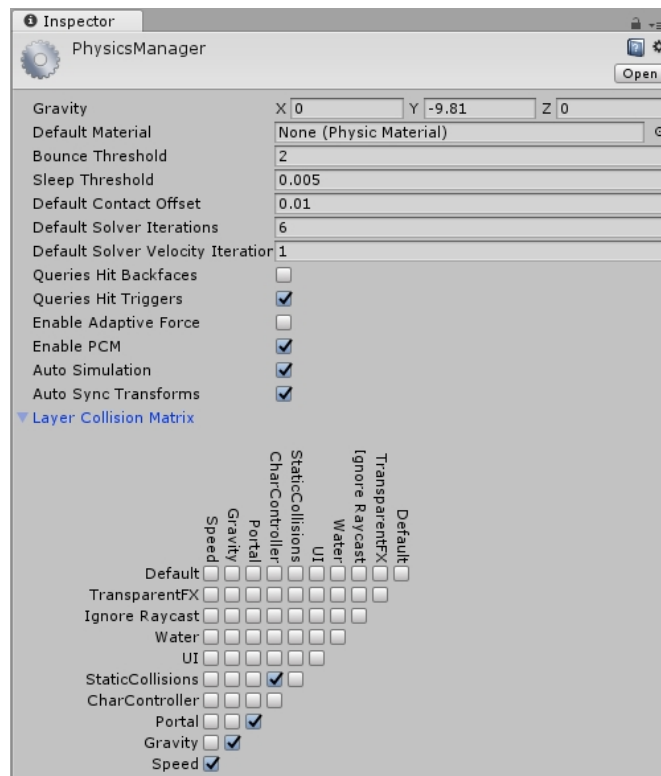 Inspector
PhysicsManager
Open
Gravity X 0 Y -9.81 Z 0
Default Material None (Physic Material)
Bounce Threshold 2
Sleep Threshold 0.005
Default Contact Offset 0.01
Default Solver Iterations 6
Default Solver Velocity Iteration 1
Queries Hit Backfaces
Queries Hit Triggers
Enable Adaptive Force
Enable PCM
Auto Simulation
Auto Sync Transforms
Layer Collision Matrix
Speed
Gravity
Portal
CharController
StaticCollisions
UI
Water
Ignore Raycast
TransparentFX
Default
Default
TransparentFX
Ignore Raycast
Water
UI
StaticCollisions
CharController
Portal
Gravity
Speed